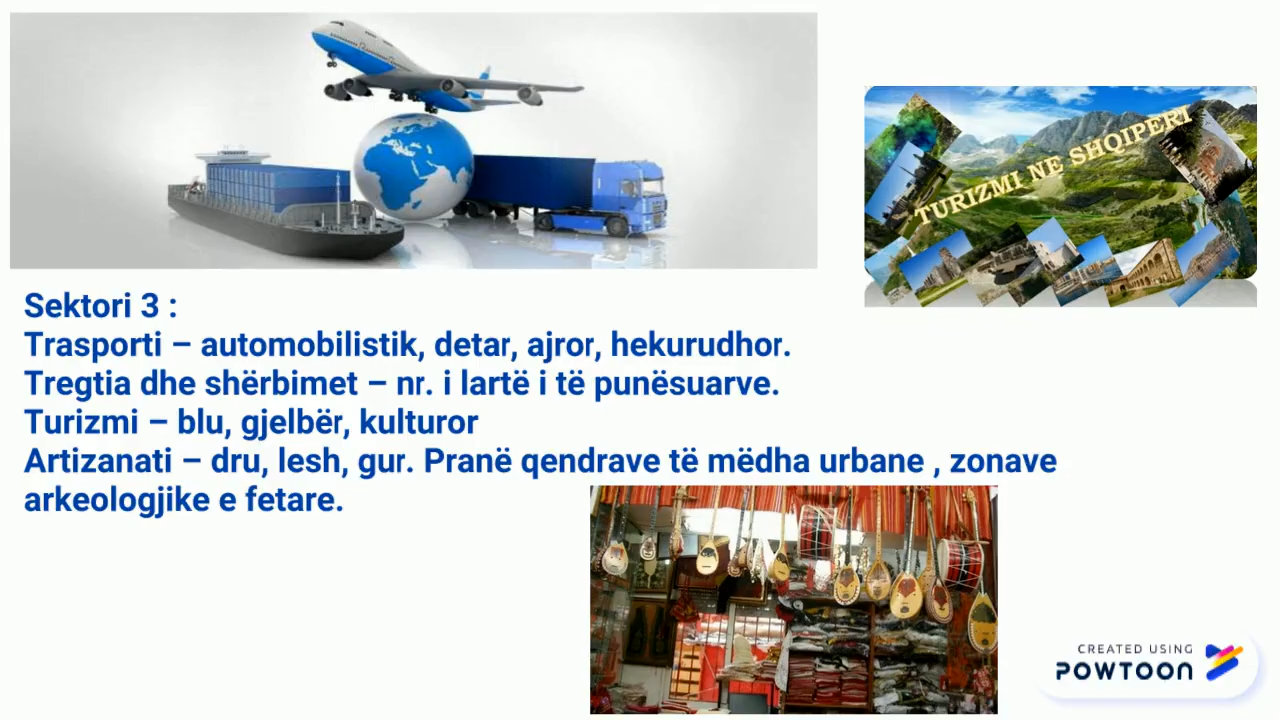 TURIZMI NE SHQIPERI
Sektori 3 :
Trasporti – automobilistik, detar, ajror, hekurudhor.
Tregtia dhe shërbimet – nr. i lartë i të punësuarve.
Turizmi – blu, gjelbër, kulturor
Artizanati – dru, lesh, gur. Pranë qendrave të mëdha urbane , zonave
arkeologjike e fetare.
CREATED USING
POWTOON